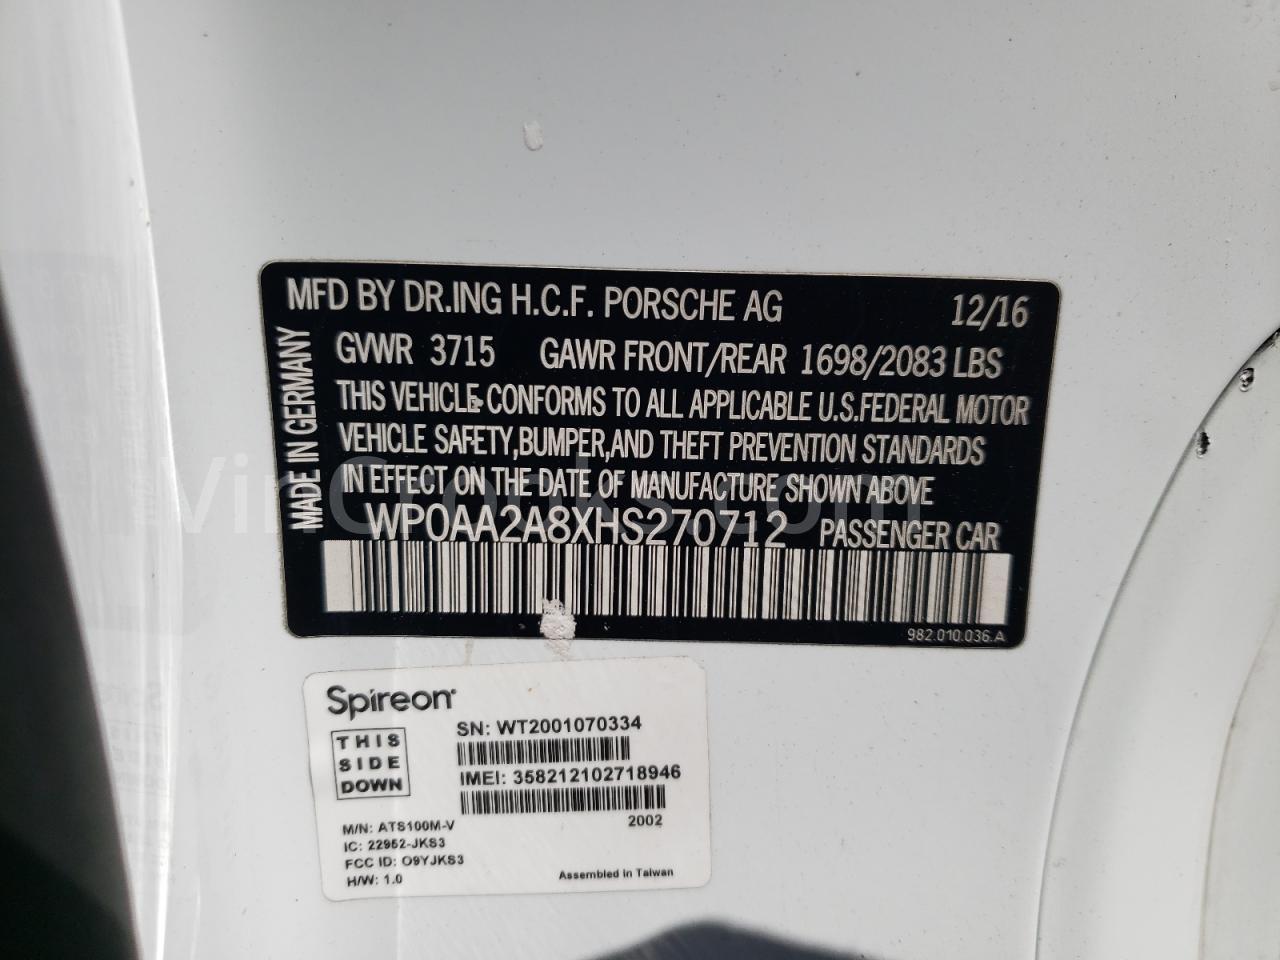 MFD BY DR.ING H.C.F. PORSCHE AG 12/16
MADE IN GERMANY
GVWR 3715 GAWR FRONT/REAR 1698/2083 LBS
THIS VEHICLE CONFORMS TO ALL APPLICABLE U.S.FEDERAL MOTOR
VEHICLE SAFETY,BUMPER,AND THEFT PREVENTION STANDARDS
IN EFFECT ON THE DATE OF MANUFACTURE SHOWN ABOVE
WP0AA2A8XHS270712 PASSENGER CAR
982.010.036.A
VinCrooks.com
Spireon
THIS
SIDE
DOWN
SN: WT2001070334
IMEI: 358212102718946
2002
M/N: ATS100M-V
IC: 22952-JKS3
FCC ID: O9YJKS3
H/W: 1.0
Assembled in Taiwan